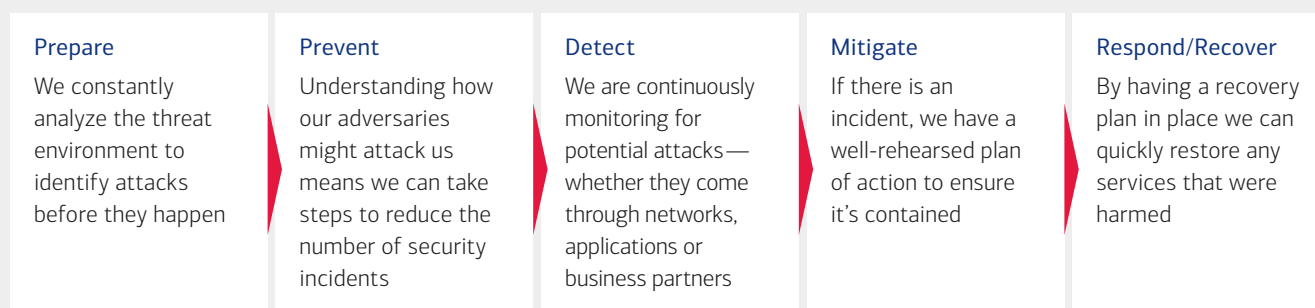 Prepare
We constantly
analyze the threat
environment to
identify attacks
before they happen
Prevent
Understanding how
our adversaries
might attack us
means we can take
steps to reduce the
number of security
incidents
Detect
We are continuously
monitoring for
potential attacks—
whether they come
through networks,
applications or
business partners
Mitigate
If there is an
incident, we have a
well-rehearsed plan
of action to ensure
it’s contained
Respond/Recover
By having a recovery
plan in place we can
quickly restore any
services that were
harmed